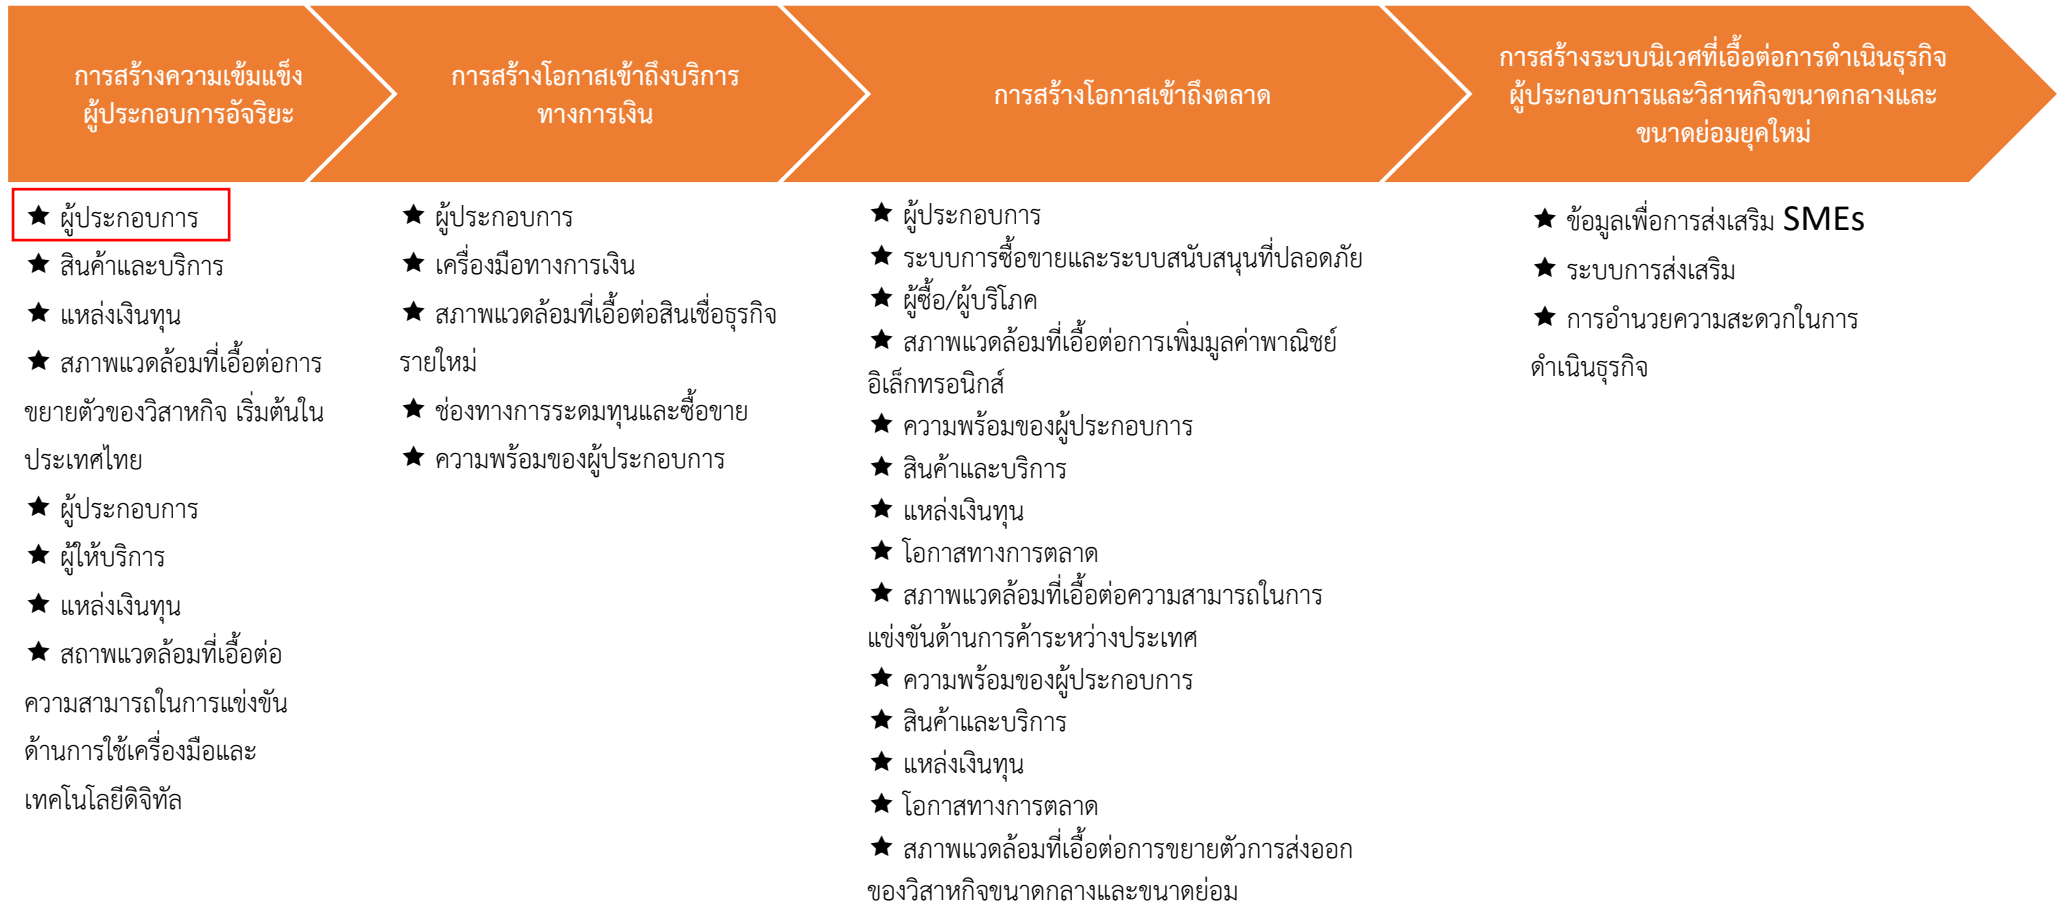 การสร้างความเข้มแข็ง
ผู้ประกอบการอัจริยะ
การสร้างโอกาสเข้าถึงบริการ
ทางการเงิน
การสร้างโอกาสเข้าถึงตลาด
การสร้างระบบนิเวศที่เอื้อต่อการดำเนินธุรกิจ
ผู้ประกอบการและวิสาหกิจขนาดกลางและ
ขนาดย่อมยุคใหม่
★ ผู้ประกอบการ
★ สินค้าและบริการ
★ แหล่งเงินทุน
★ สภาพแวดล้อมที่เอื้อต่อการ
ขยายตัวของวิสาหกิจ เริ่มต้นใน
ประเทศไทย
★ ผู้ประกอบการ
★ ผู้ให้บริการ
★ แหล่งเงินทุน
★ สถาพแวดล้อมที่เอื้อต่อ
ความสามารถในการแข่งขัน
ด้านการใช้เครื่องมือและ
เทคโนโลยีดิจิทัล
★ ผู้ประกอบการ
★ เครื่องมือทางการเงิน
★ สภาพแวดล้อมที่เอื้อต่อสินเชื่อธุรกิจ
รายใหม่
★ ช่องทางการระดมทุนและซื้อขาย
★ ความพร้อมของผู้ประกอบการ
★ ผู้ประกอบการ
★ ระบบการซื้อขายและระบบสนับสนุนที่ปลอดภัย
★ ผู้ซื้อ/ผู้บริโภค
★ สภาพแวดล้อมที่เอื้อต่อการเพิ่มมูลค่าพาณิชย์
อิเล็กทรอนิกส์
★ ความพร้อมของผู้ประกอบการ
★ สินค้าและบริการ
★ แหล่งเงินทุน
★ โอกาสทางการตลาด
★ สภาพแวดล้อมที่เอื้อต่อความสามารถในการ
แข่งขันด้านการค้าระหว่างประเทศ
★ ความพร้อมของผู้ประกอบการ
★ สินค้าและบริการ
★ แหล่งเงินทุน
★ โอกาสทางการตลาด
★ สภาพแวดล้อมที่เอื้อต่อการขยายตัวการส่งออก
ของวิสาหกิจขนาดกลางและขนาดย่อม
★ ข้อมูลเพื่อการส่งเสริม SMEs
★ ระบบการส่งเสริม
★ การอำนวยความสะดวกในการ
ดำเนินธุรกิจ